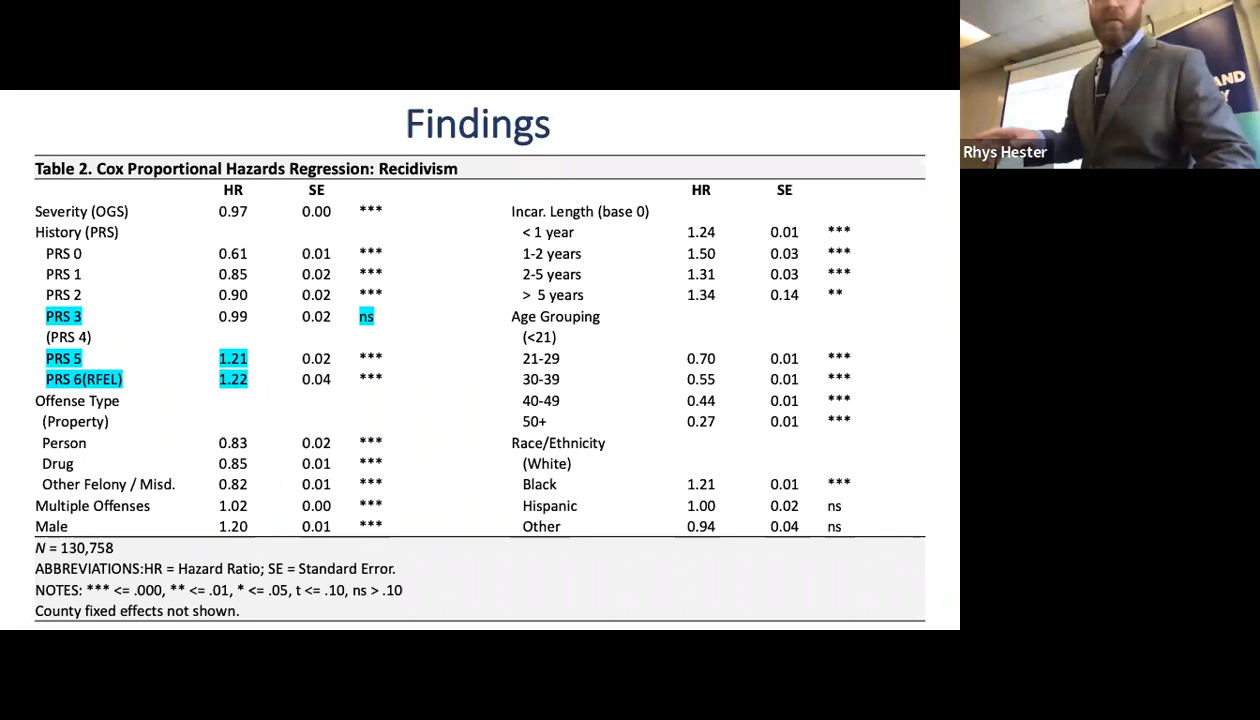 Findings
Table 2. Cox Proportional Hazards Regression: Recidivism
HR SE
Severity (OGS) 0.97 0.00 ***
History (PRS)
PRS 0 0.61 0.01 ***
PRS 1 0.85 0.02 ***
PRS 2 0.90 0.02 ***
PRS 3 0.99 0.02 ns
(PRS 4)
PRS 5 1.21 0.02 ***
PRS 6(RFEL) 1.22 0.04 ***
Offense Type
(Property)
Person 0.83 0.02 ***
Drug 0.85 0.01 ***
Other Felony / Misd. 0.82 0.01 ***
Multiple Offenses 1.02 0.00 ***
Male 1.20 0.01 ***
HR SE
Incar. Length (base 0)
< 1 year 1.24 0.01 ***
1-2 years 1.50 0.03 ***
2-5 years 1.31 0.03 ***
> 5 years 1.34 0.14 **
Age Grouping
(<21)
21-29 0.70 0.01 ***
30-39 0.55 0.01 ***
40-49 0.44 0.01 ***
50+ 0.27 0.01 ***
Race/Ethnicity
(White)
Black 1.21 0.01 ***
Hispanic 1.00 0.02 ns
Other 0.94 0.04 ns
N = 130,758
ABBREVIATIONS:HR = Hazard Ratio; SE = Standard Error.
NOTES: *** <= .000, ** <= .01, * <= .05, t <= .10, ns > .10
County fixed effects not shown.
AND
Y
Rhys Hester